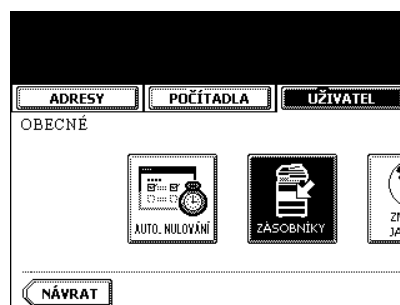 ADRESY
POČÍTADLA
UŽIVATEL
OBECNÉ
AUTO. NULOVÁNÍ
ZÁSOBNÍKY
NÁVRAT